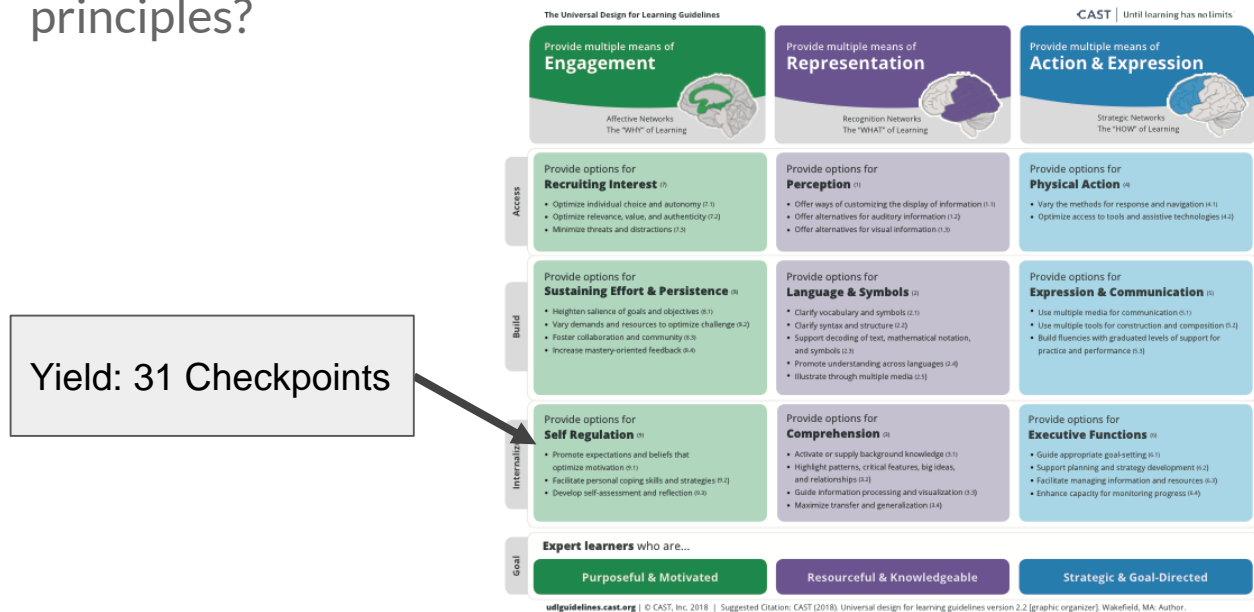 principles?
The Universal Design for Learning Guidelines
CAST | Until learning has no limits
Provide multiple means of
Engagement
Affective Networks
The "WHY" of Learning
Provide multiple means of
Representation
Recognition Networks
The "WHAT" of Learning
Provide multiple means of
Action & Expression
Strategic Networks
The "HOW" of Learning
Access
Provide options for
Recruiting Interest (7)
• Optimize individual choice and autonomy (7.1)
• Optimize relevance, value, and authenticity (7.2)
• Minimize threats and distractions (7.3)
Provide options for
Perception (1)
• Offer ways of customizing the display of information (1.1)
• Offer alternatives for auditory information (1.2)
• Offer alternatives for visual information (1.3)
Provide options for
Physical Action (4)
• Vary the methods for response and navigation (4.1)
• Optimize access to tools and assistive technologies (4.2)
Build
Provide options for
Sustaining Effort & Persistence (8)
• Heighten salience of goals and objectives (8.1)
• Vary demands and resources to optimize challenge (8.2)
• Foster collaboration and community (8.3)
• Increase mastery-oriented feedback (8.4)
Provide options for
Language & Symbols (2)
• Clarify vocabulary and symbols (2.1)
• Clarify syntax and structure (2.2)
• Support decoding of text, mathematical notation,
and symbols (2.3)
• Promote understanding across languages (2.4)
• Illustrate through multiple media (2.5)
Provide options for
Expression & Communication (5)
• Use multiple media for communication (5.1)
• Use multiple tools for construction and composition (5.2)
• Build fluencies with graduated levels of support for
practice and performance (5.3)
Yield: 31 Checkpoints
Internalize
Provide options for
Self Regulation (9)
• Promote expectations and beliefs that
optimize motivation (9.1)
• Facilitate personal coping skills and strategies (9.2)
• Develop self-assessment and reflection (9.3)
Provide options for
Comprehension (3)
• Activate or supply background knowledge (3.1)
• Highlight patterns, critical features, big ideas,
and relationships (3.2)
• Guide information processing and visualization (3.3)
• Maximize transfer and generalization (3.4)
Provide options for
Executive Functions (6)
• Guide appropriate goal-setting (6.1)
• Support planning and strategy development (6.2)
• Facilitate managing information and resources (6.3)
• Enhance capacity for monitoring progress (6.4)
Goal
Expert learners who are...
Purposeful & Motivated
Resourceful & Knowledgeable
Strategic & Goal-Directed
udlguidelines.cast.org | © CAST, Inc. 2018 | Suggested Citation: CAST (2018). Universal design for learning guidelines version 2.2 [graphic organizer]. Wakefield, MA: Author.